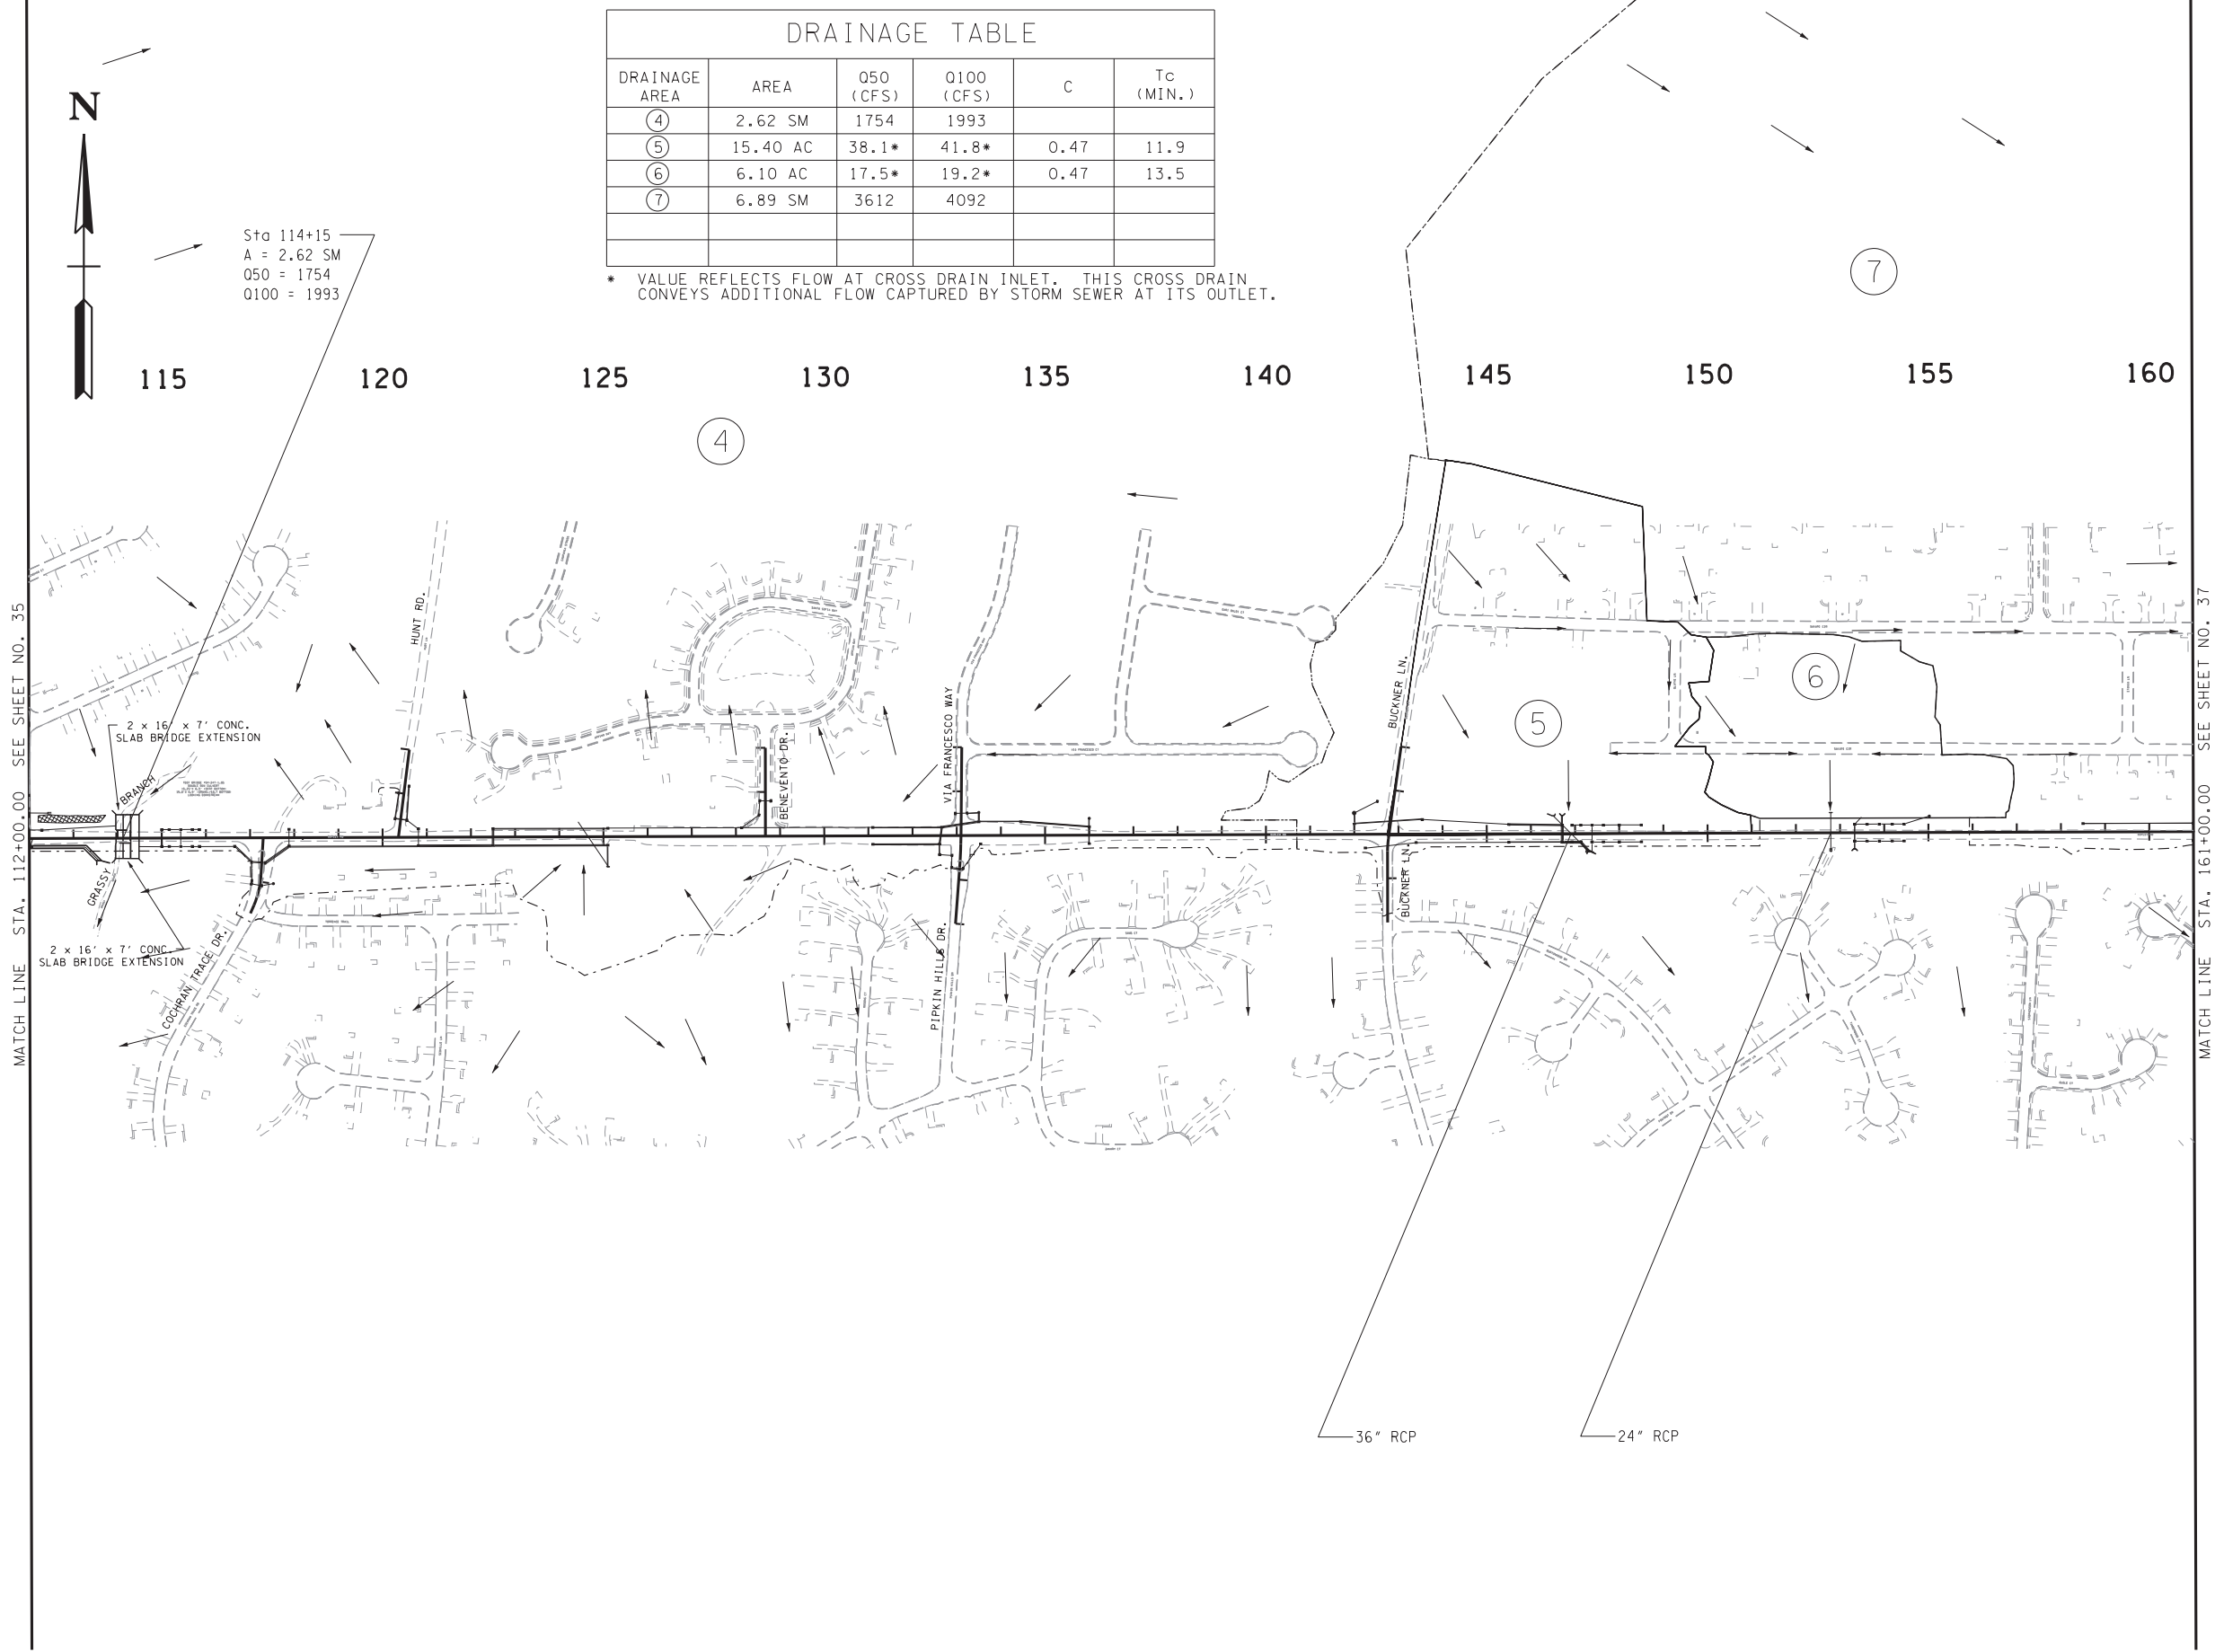 DRAINAGE TABLE
DRAINAGE AREA AREA Q50 (CFS) Q100 (CFS) C Tc (MIN.)
4 2.62 SM 1754 1993
5 15.40 AC 38.1* 41.8* 0.47 11.9
6 6.10 AC 17.5* 19.2* 0.47 13.5
7 6.89 SM 3612 4092
* VALUE REFLECTS FLOW AT CROSS DRAIN INLET. THIS CROSS DRAIN
CONVEYS ADDITIONAL FLOW CAPTURED BY STORM SEWER AT ITS OUTLET.
N
Sta 114+15
A = 2.62 SM
Q50 = 1754
Q100 = 1993
7
115 120 125 130 135 140 145 150 155 160
4
HUNT RD.
BENEVENTO DR.
VIA FRANCESCO WAY
BUCKNER LN.
5
6
2 x 16' x 7' CONC.
SLAB BRIDGE EXTENSION
BRANCH
GRASSY
2 x 16' x 7' CONC.
SLAB BRIDGE EXTENSION
COCHRAN TRACE DR.
PIPKIN HILLS DR.
BUCKNER LN.
MATCH LINE STA. 112+00.00 SEE SHEET NO. 35
MATCH LINE STA. 161+00.00 SEE SHEET NO. 37
36" RCP
24" RCP